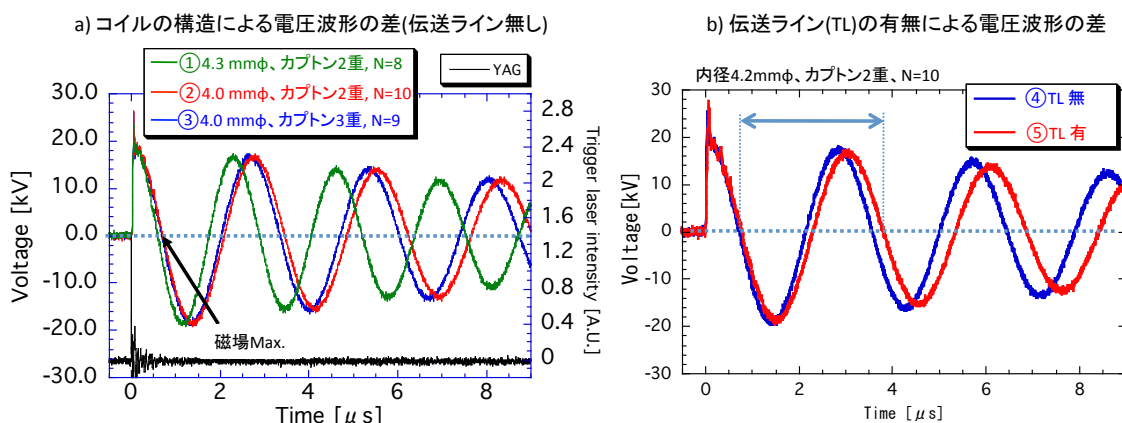 a) コイルの構造による電圧波形の差(伝送ライン無し)
①4.3 mmφ、カプトン2重, N=8
②4.0 mmφ、カプトン2重, N=10
③4.0 mmφ、カプトン3重, N=9
YAG
Voltage [kV]
30.0
20.0
10.0
0.0
-10.0
-20.0
-30.0
磁場Max.
2.8
2.4
2
1.6
1.2
0.8
0.4
0
Trigger laser intensity [A.U.]
0 2 4 6 8
Time [μs]
b) 伝送ライン(TL)の有無による電圧波形の差
内径4.2mmφ、カプトン2重、N=10
④TL 無
⑤TL 有
Voltage [kV]
30
20
10
0
-10
-20
-30
0 2 4 6 8
Time [μs]